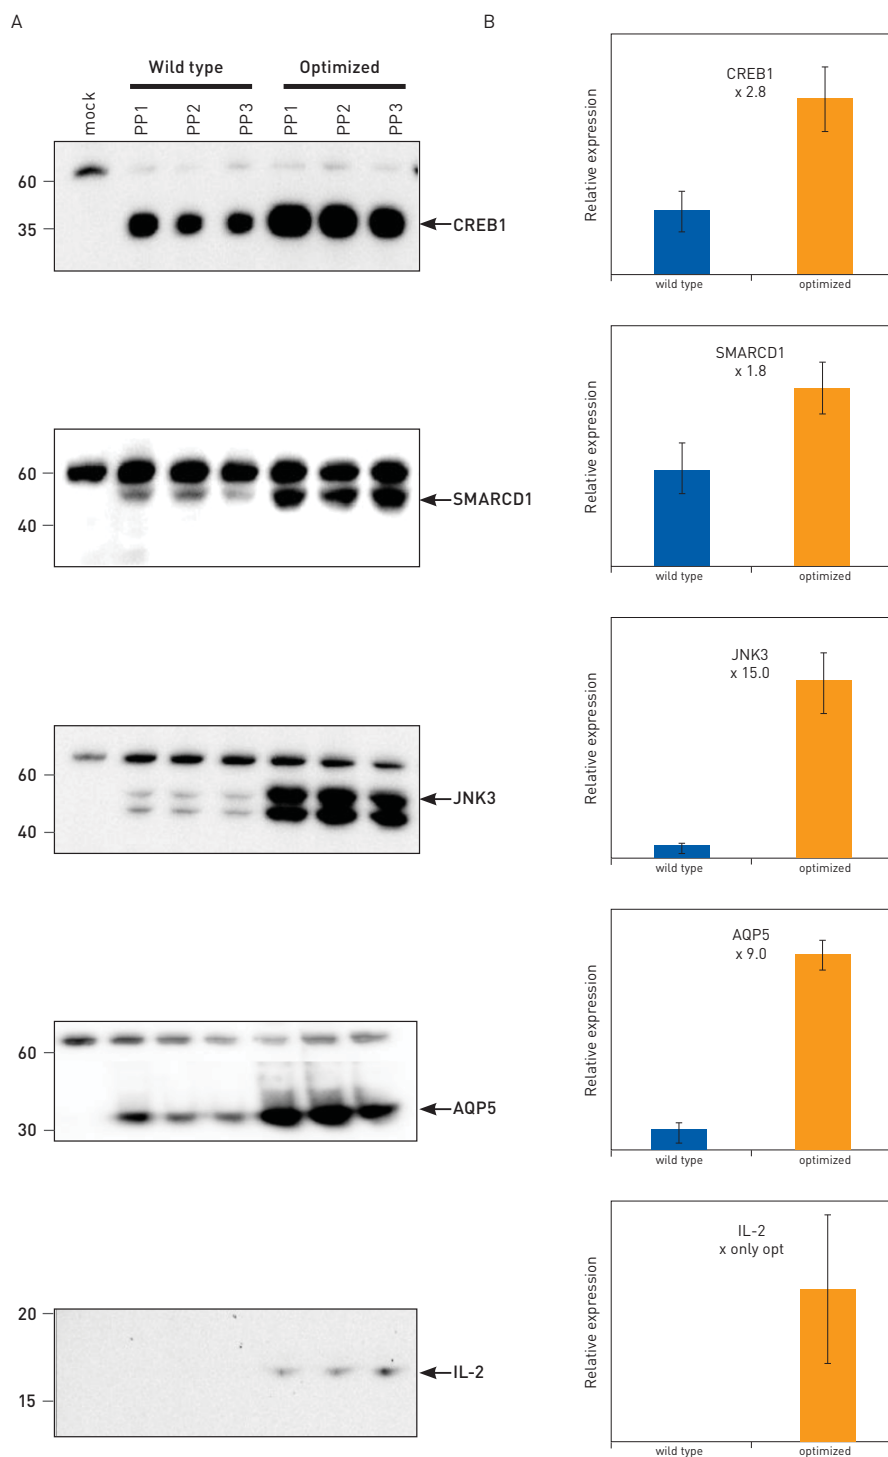 A
Wild type
Optimized
mock
PP1
PP2
PP3
PP1
PP2
PP3
60
35
CREB1
60
40
SMARCD1
60
40
JNK3
60
30
AQP5
20
15
IL-2
B
Relative expression
CREB1
x 2.8
wild type
optimized
Relative expression
SMARCD1
x 1.8
wild type
optimized
Relative expression
JNK3
x 15.0
wild type
optimized
Relative expression
AQP5
x 9.0
wild type
optimized
Relative expression
IL-2
x only opt
wild type
optimized